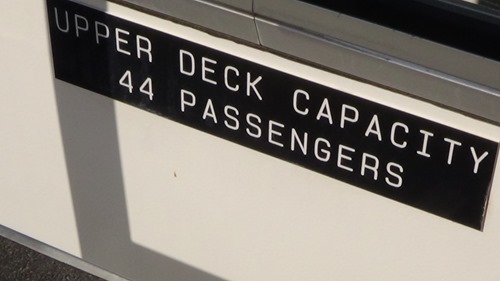 UPPER DECK CAPACITY
44 PASSENGERS